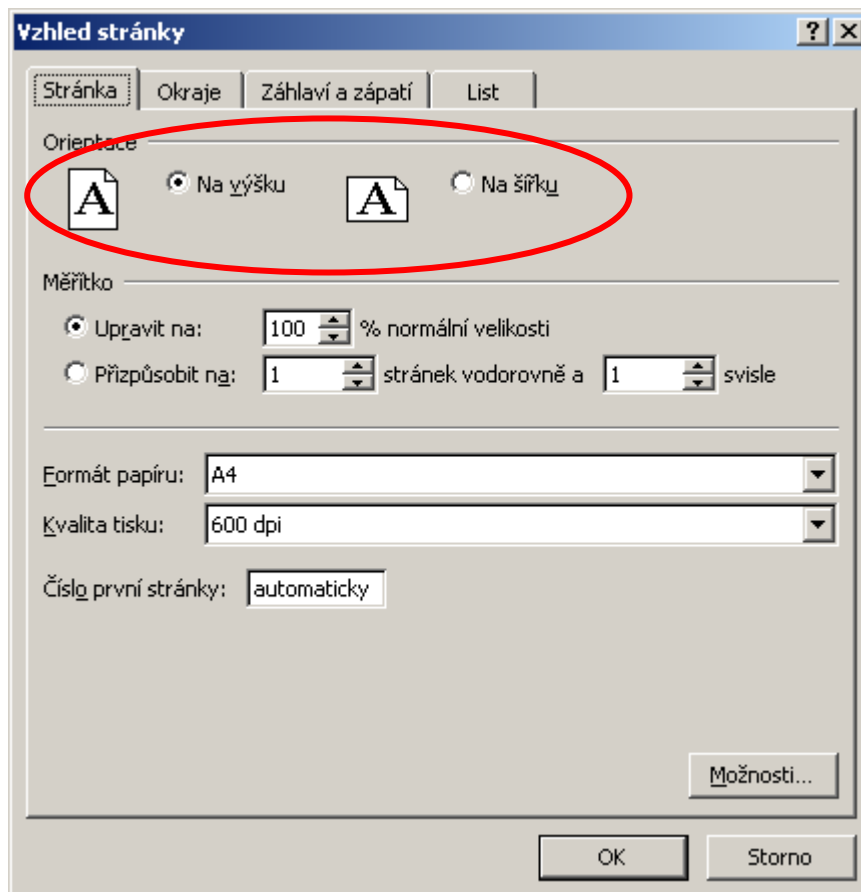 Vzhled stránky
Stránka Okraje Záhlaví a zápatí List
Orientace
A Na výšku A Na šířku
Měřítko
Upravit na: 100 % normální velikosti
Přizpůsobit na: 1 stránek vodorovně a 1 svisle
Formát papíru: A4
Kvalita tisku: 600 dpi
Číslo první stránky: automaticky
Možnosti...
OK Storno